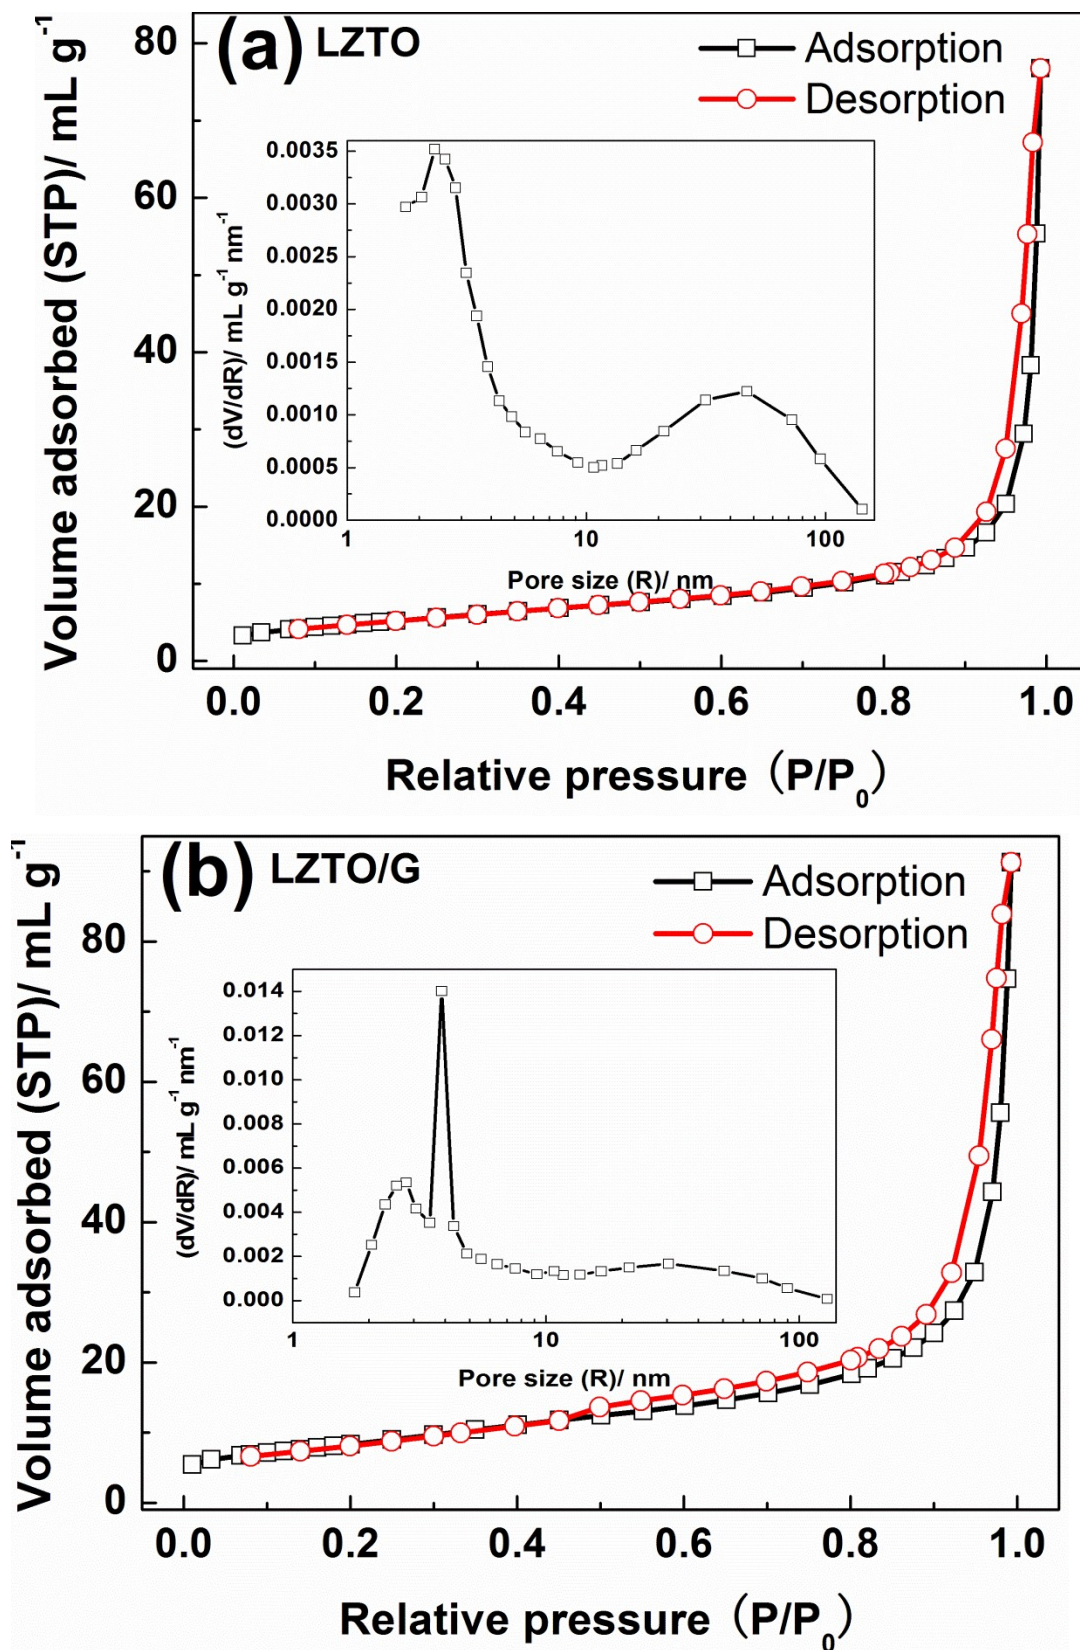 (a) LZTO
Adsorption
Desorption
Volume adsorbed (STP)/ mL g⁻¹
80
60
40
20
0
0.0 0.2 0.4 0.6 0.8 1.0
Relative pressure（P/P₀）
(dV/dR)/ mL g⁻¹ nm⁻¹
0.0035
0.0030
0.0025
0.0020
0.0015
0.0010
0.0005
0.0000
1 10 100
Pore size (R)/ nm
(b) LZTO/G
Adsorption
Desorption
Volume adsorbed (STP)/ mL g⁻¹
80
60
40
20
0
0.0 0.2 0.4 0.6 0.8 1.0
Relative pressure（P/P₀）
(dV/dR)/ mL g⁻¹ nm⁻¹
0.014
0.012
0.010
0.008
0.006
0.004
0.002
0.000
1 10 100
Pore size (R)/ nm